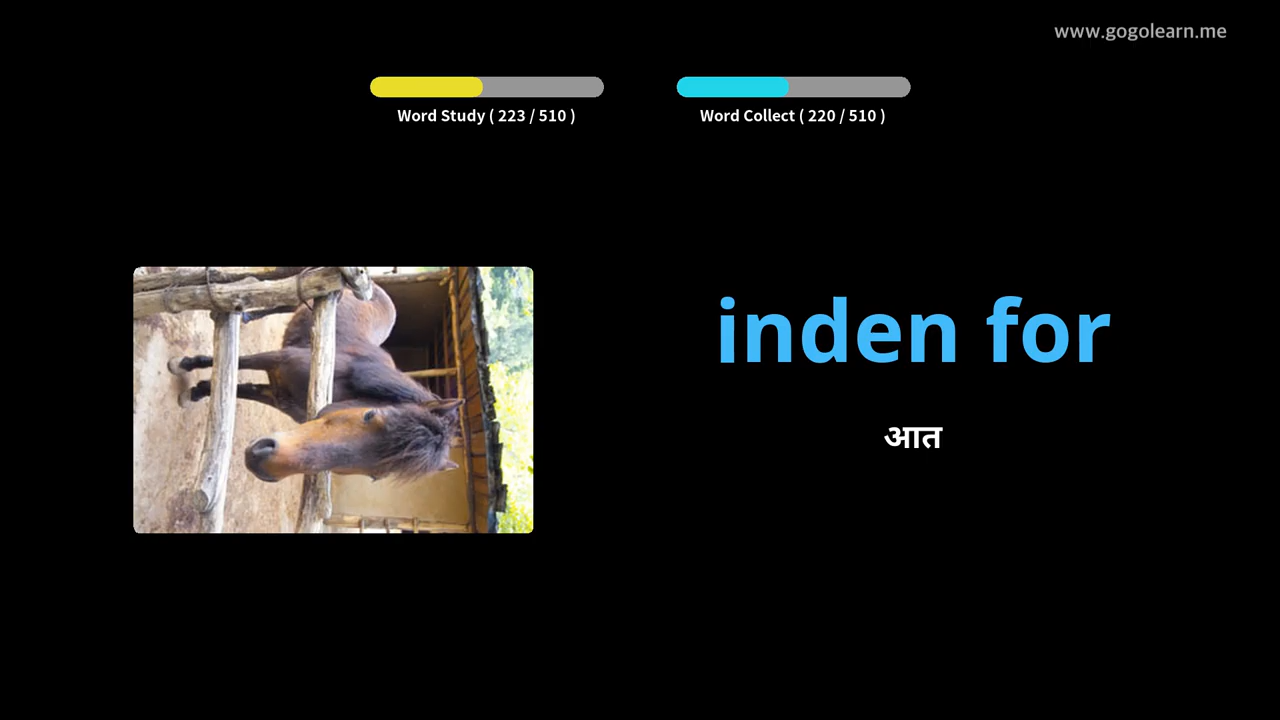 www.gogolearn.me
Word Study ( 223 / 510 )
Word Collect ( 220 / 510 )
inden for
आत